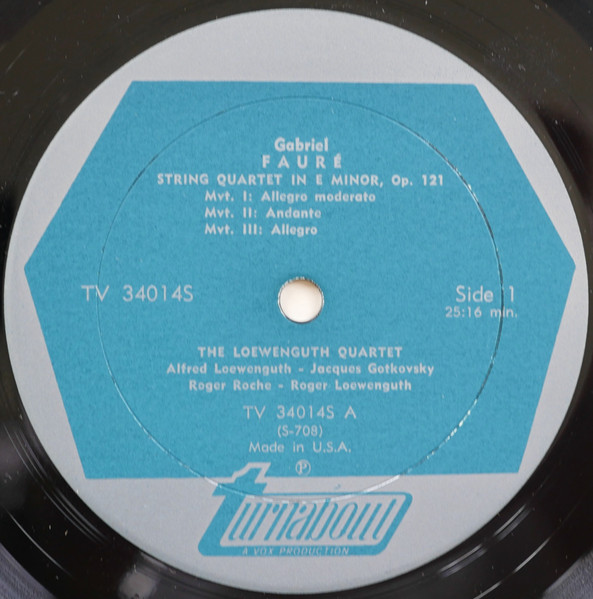 Gabriel
FAURÉ
STRING QUARTET IN E MINOR, Op. 121
Mvt. I: Allegro moderato
Mvt. II: Andante
Mvt. III: Allegro
TV 34014S
Side 1
25:16 min.
THE LOEWENGUTH QUARTET
Alfred Loewenguth - Jacques Gotkovsky
Roger Roche - Roger Loewenguth
TV 34014S A
(S-708)
Made in U.S.A.
Ⓟ
turnabout
A VOX PRODUCTION